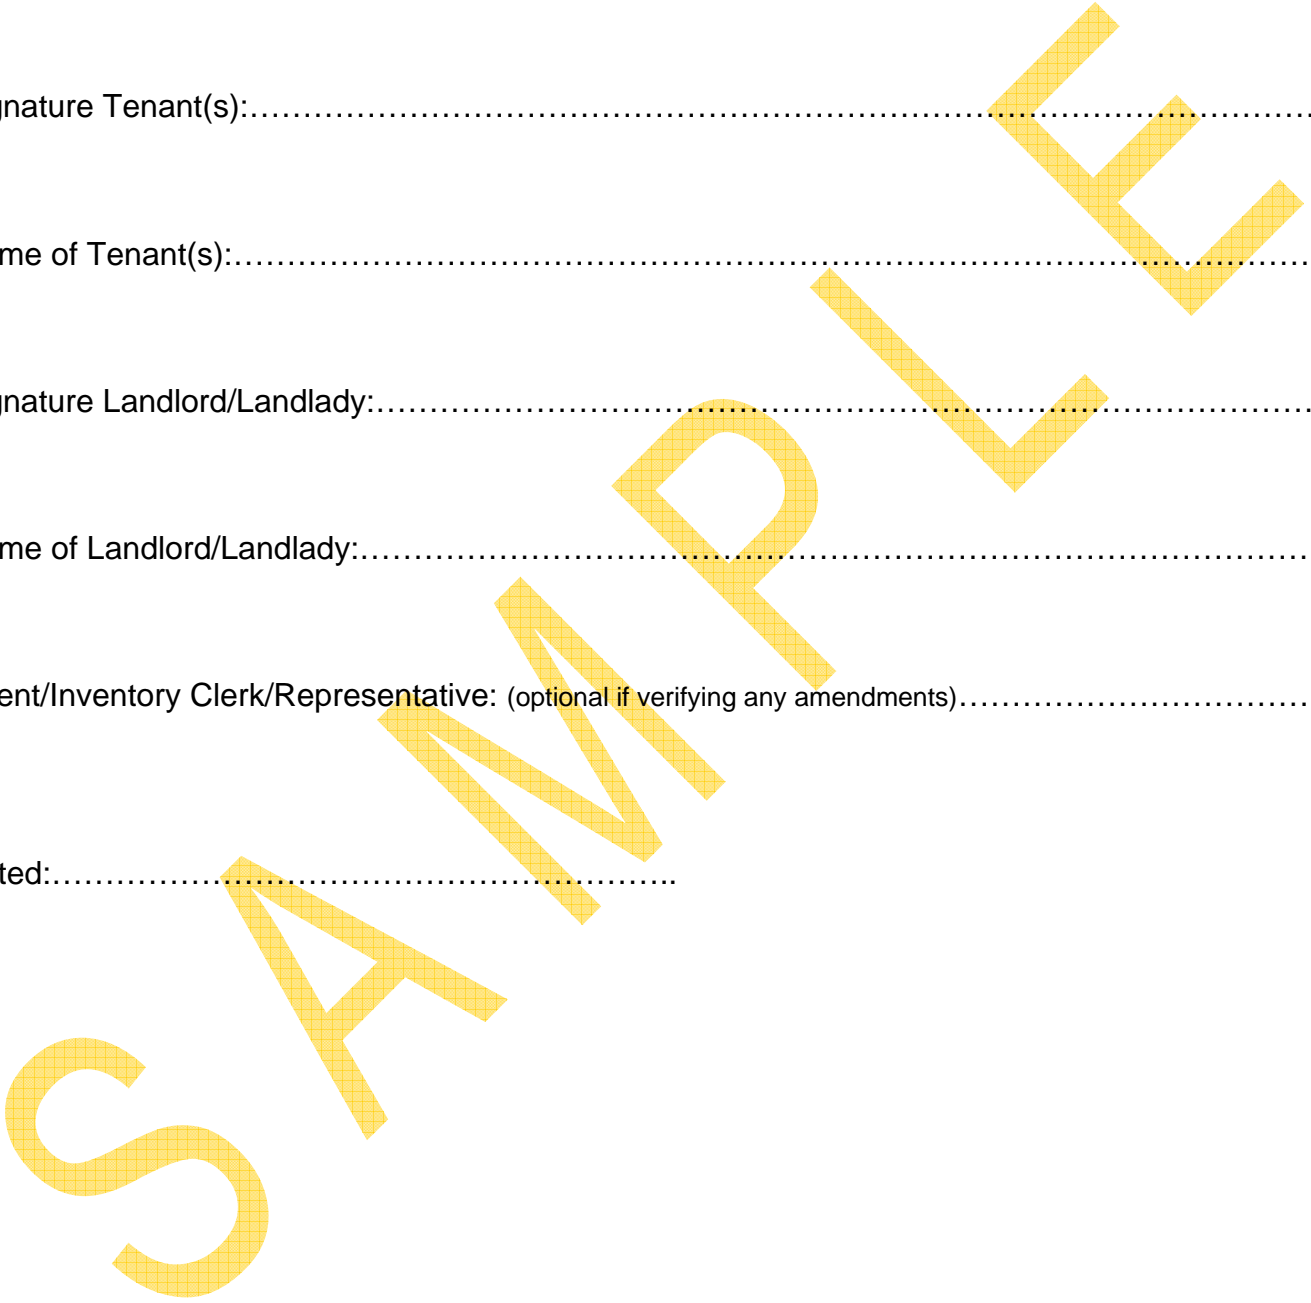 gnature Tenant(s):……………………………………………………………………………………………………
me of Tenant(s):……………………………………………………………………………………………………
gnature Landlord/Landlady:…………………………………………………………………………………
me of Landlord/Landlady:……………………………………………………………………………………
ent/Inventory Clerk/Representative: (optional if verifying any amendments)…………………………………
ted:…………………………………………………………..
SAMPLE